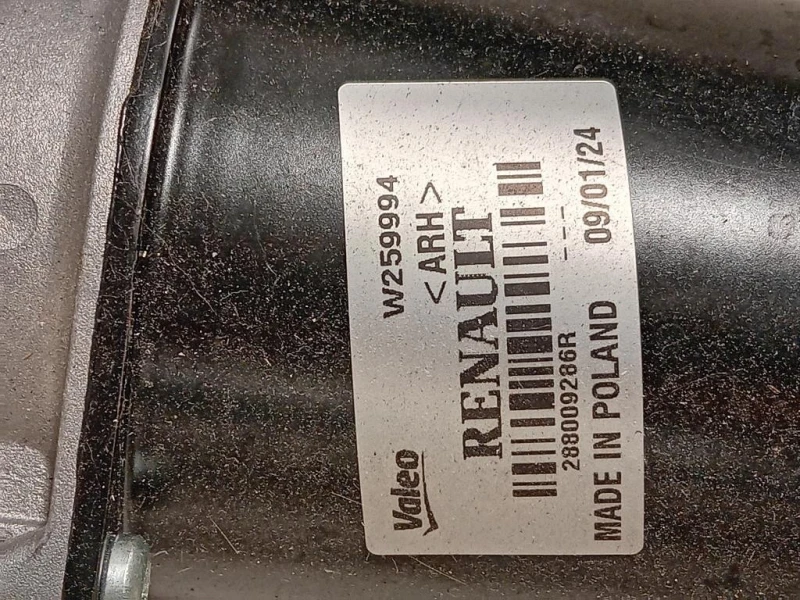 Valeo W259994
<ARH>
RENAULT
288009286R ---
MADE IN POLAND 09/01/24